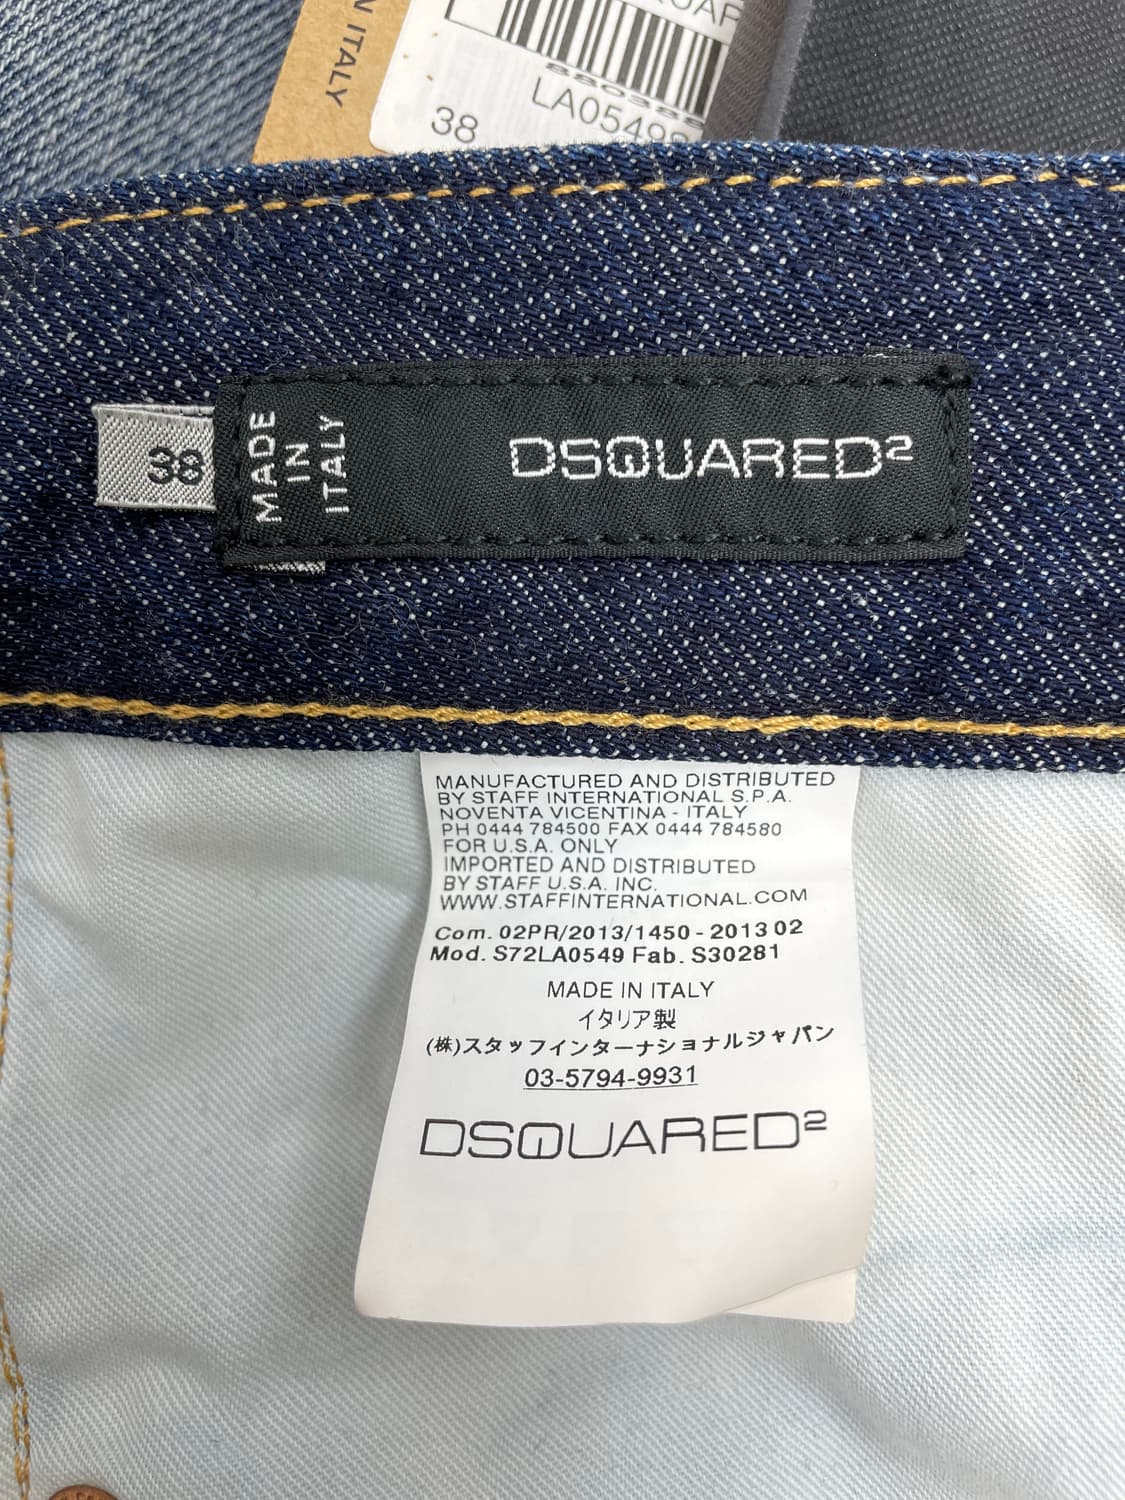 N ITALY
LA0549
38
38
MADE
IN
ITALY
DSQUARED2
MANUFACTURED AND DISTRIBUTED
BY STAFF INTERNATIONAL S.P.A.
NOVENTA VICENTINA - ITALY
PH 0444 784500 FAX 0444 784580
FOR U.S.A. ONLY
IMPORTED AND DISTRIBUTED
BY STAFF U.S.A. INC.
WWW.STAFFINTERNATIONAL.COM
Com. 02PR/2013/1450 - 2013 02
Mod. S72LA0549 Fab. S30281
MADE IN ITALY
イタリア製
(株)スタッフインターナショナルジャパン
03-5794-9931
DSQUARED2